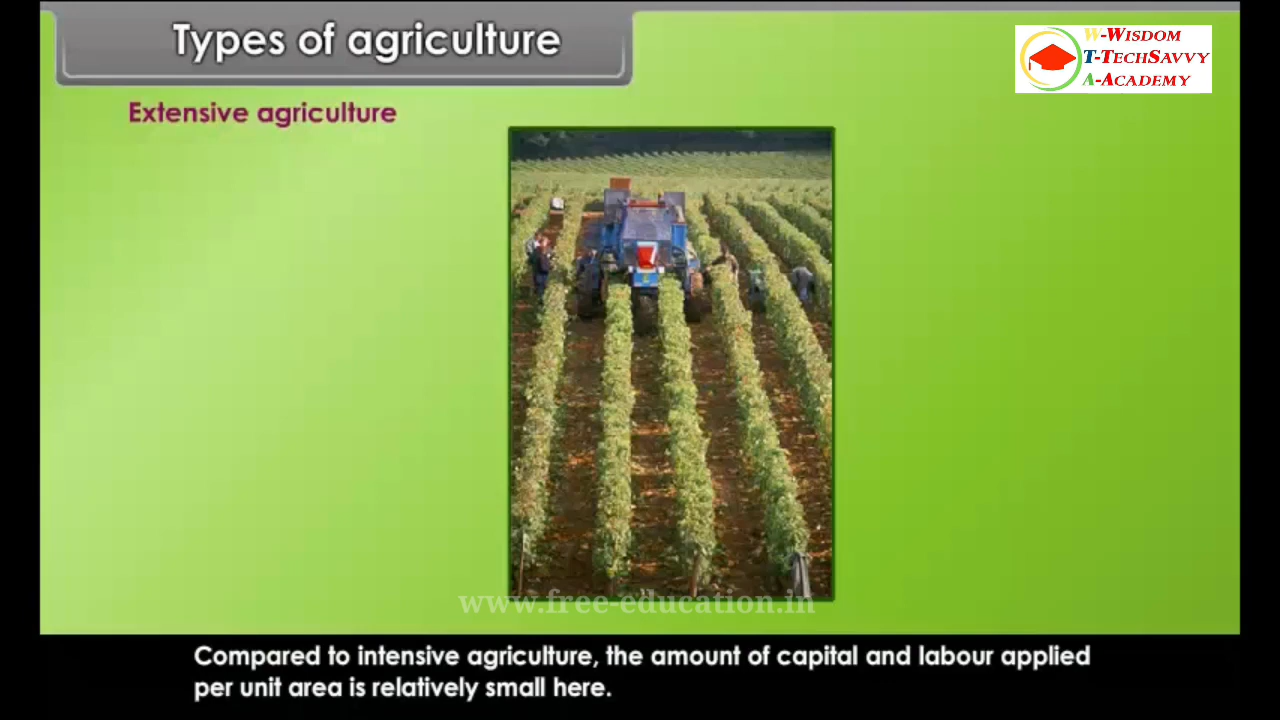 Types of agriculture
W-WISDOM
T-TECHSAVVY
A-ACADEMY
Extensive agriculture
www.free-education.in
Compared to intensive agriculture, the amount of capital and labour applied
per unit area is relatively small here.